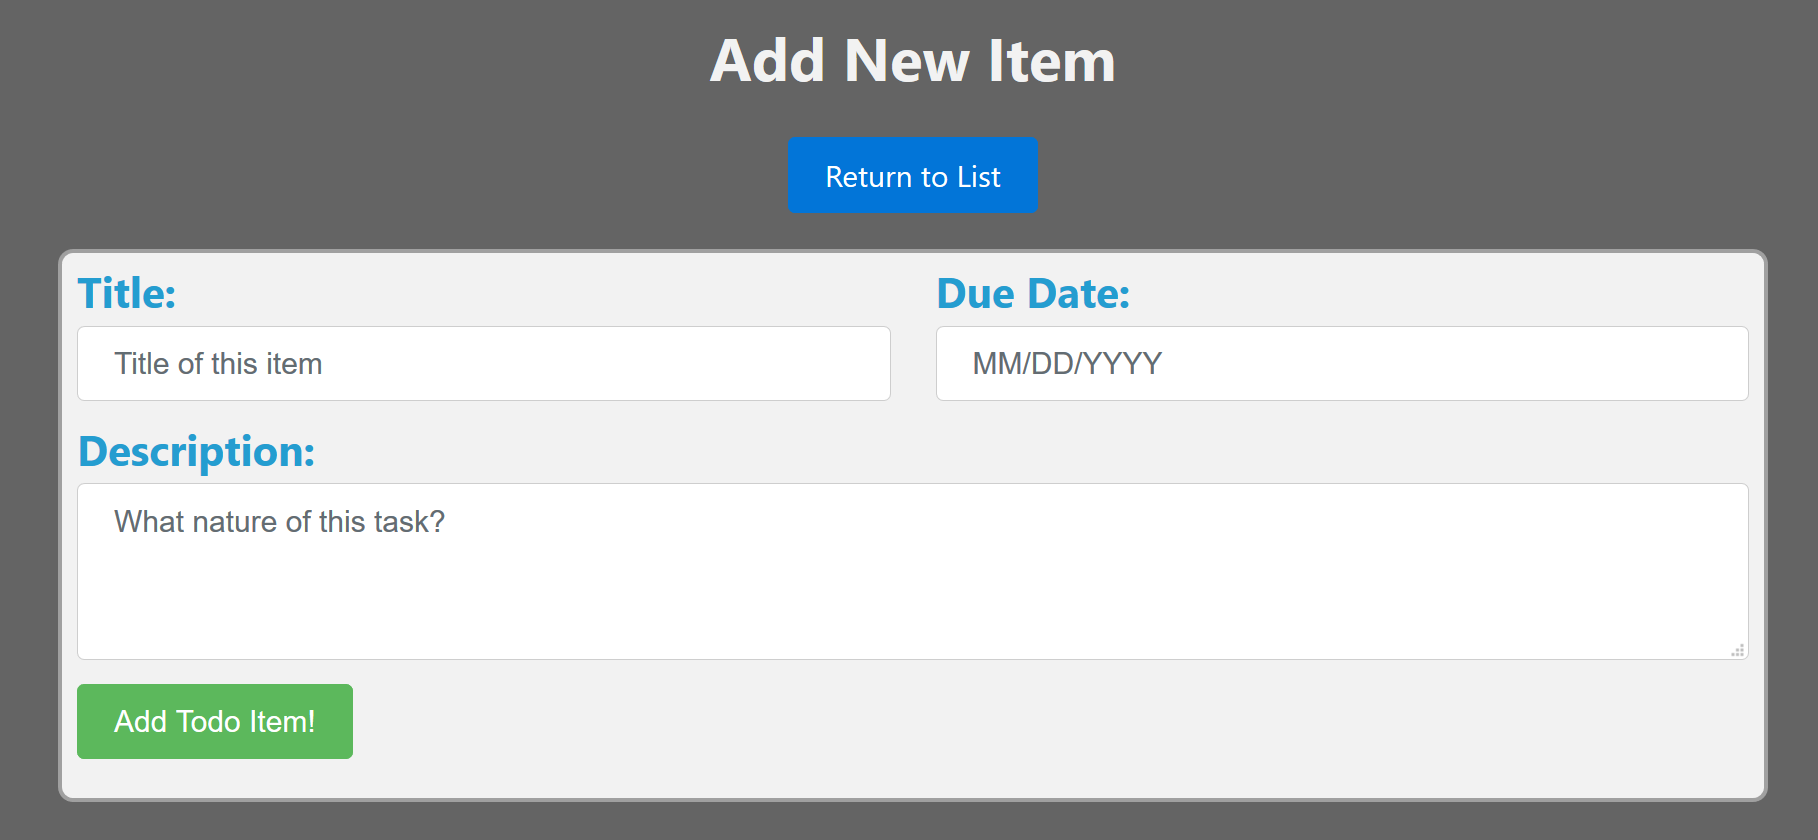 Add New Item
Return to List
Title:
Due Date:
Title of this item
MM/DD/YYYY
Description:
What nature of this task?
Add Todo Item!